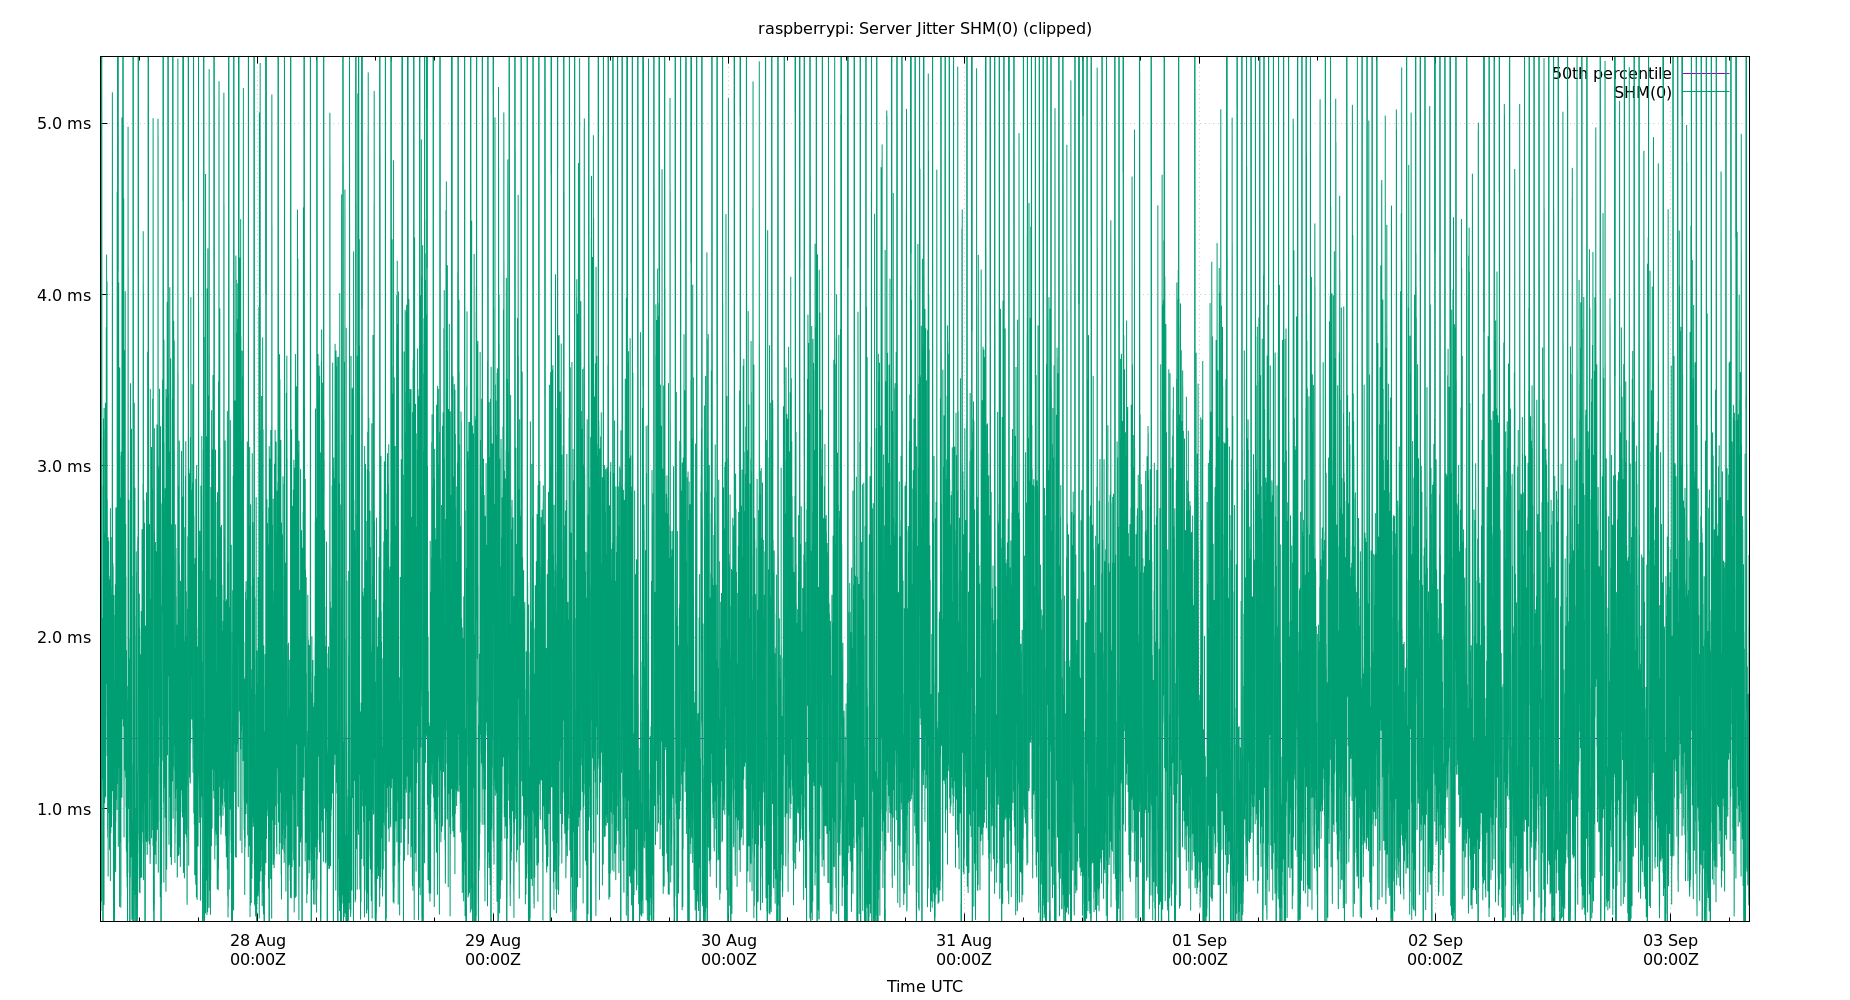 raspberrypi: Server Jitter SHM(0) (clipped)
50th percentile
SHM(0)
5.0 ms
4.0 ms
3.0 ms
2.0 ms
1.0 ms
28 Aug 29 Aug 30 Aug 31 Aug 01 Sep 02 Sep 03 Sep
00:00Z 00:00Z 00:00Z 00:00Z 00:00Z 00:00Z 00:00Z
Time UTC